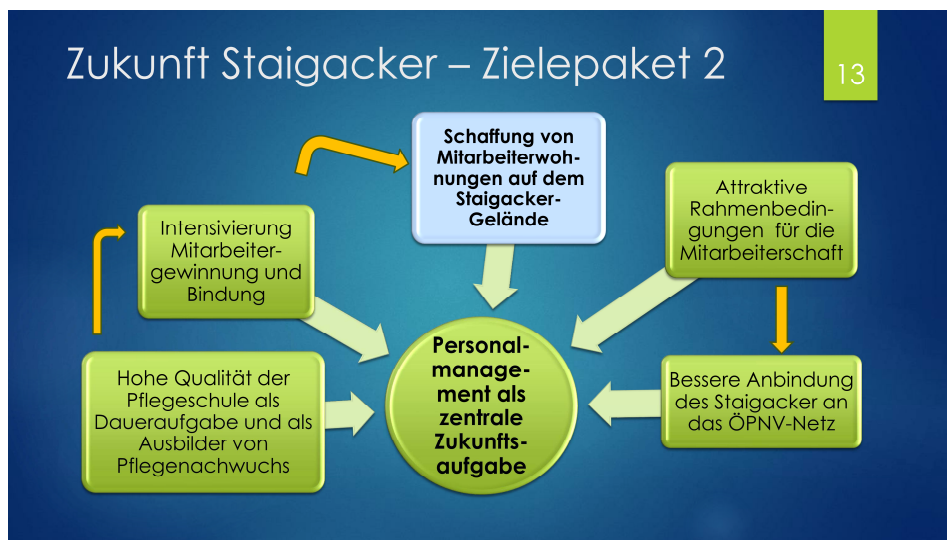 Zukunft Staigacker – Zielepaket 2
13
Schaffung von
Mitarbeiterwoh-
nungen auf dem
Staigacker-
Gelände
Attraktive
Rahmenbedin-
gungen für die
Mitarbeiterschaft
Intensivierung
Mitarbeiter-
gewinnung und
Bindung
Personal-
manage-
ment als
zentrale
Zukunfts-
aufgabe
Hohe Qualität der
Pflegeschule als
Daueraufgabe und als
Ausbilder von
Pflegenachwuchs
Bessere Anbindung
des Staigacker an
das ÖPNV-Netz